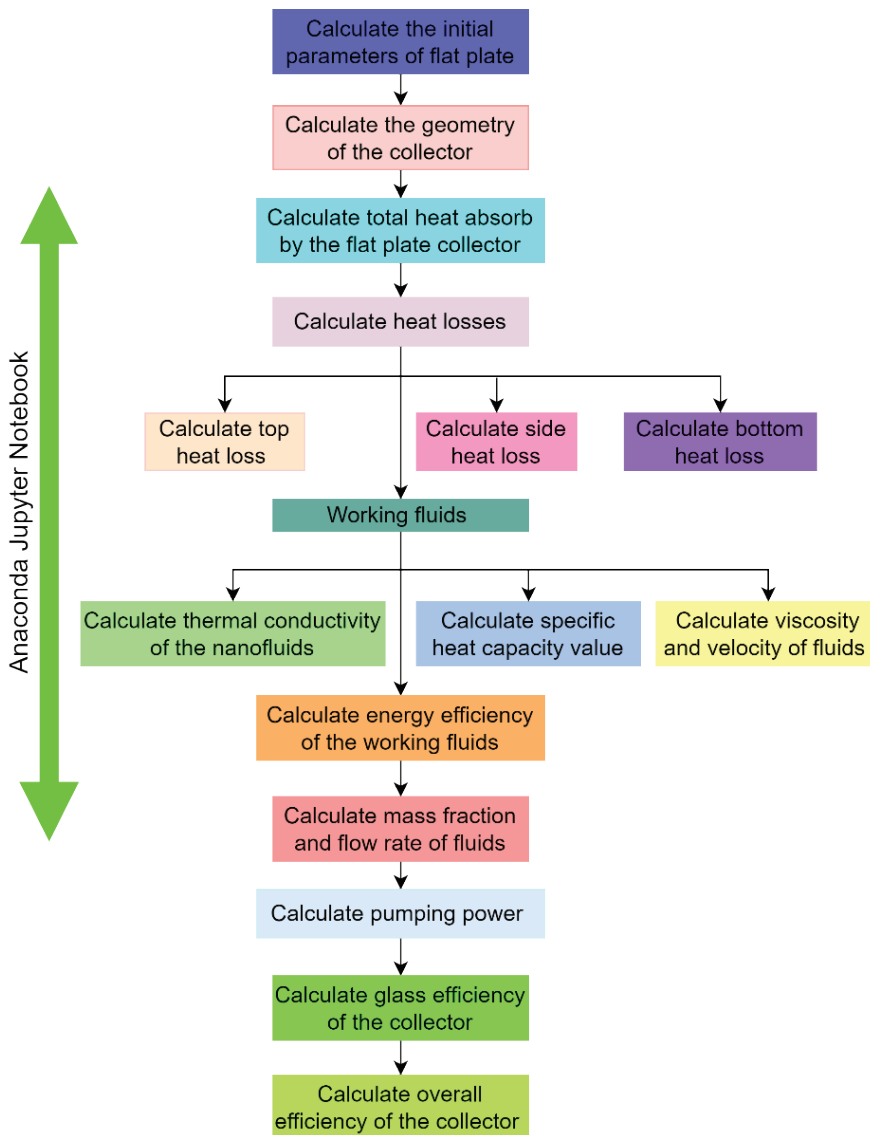 Calculate the initial
parameters of flat plate
Calculate the geometry
of the collector
Calculate total heat absorb
by the flat plate collector
Calculate heat losses
Calculate top
heat loss
Calculate side
heat loss
Calculate bottom
heat loss
Working fluids
Calculate thermal conductivity
of the nanofluids
Calculate specific
heat capacity value
Calculate viscosity
and velocity of fluids
Calculate energy efficiency
of the working fluids
Calculate mass fraction
and flow rate of fluids
Calculate pumping power
Calculate glass efficiency
of the collector
Calculate overall
efficiency of the collector
Anaconda Jupyter Notebook